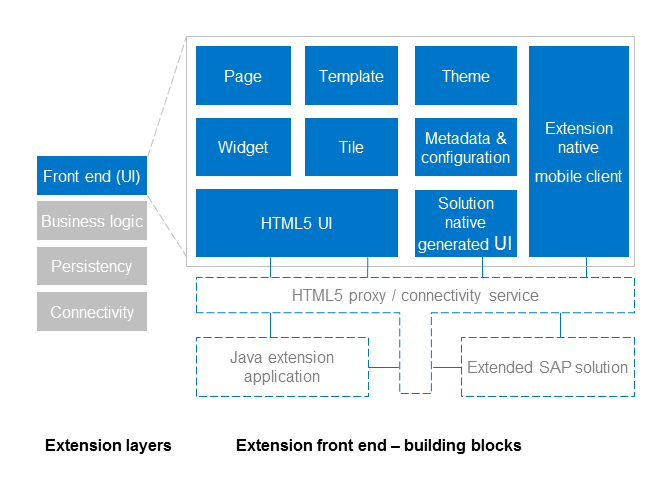 Page
Template
Theme
Widget
Tile
Metadata &
configuration
Extension
native
mobile client
HTML5 UI
Solution
native
generated UI
Front end (UI)
Business logic
Persistency
Connectivity
HTML5 proxy / connectivity service
Java extension
application
Extended SAP solution
Extension layers
Extension front end – building blocks